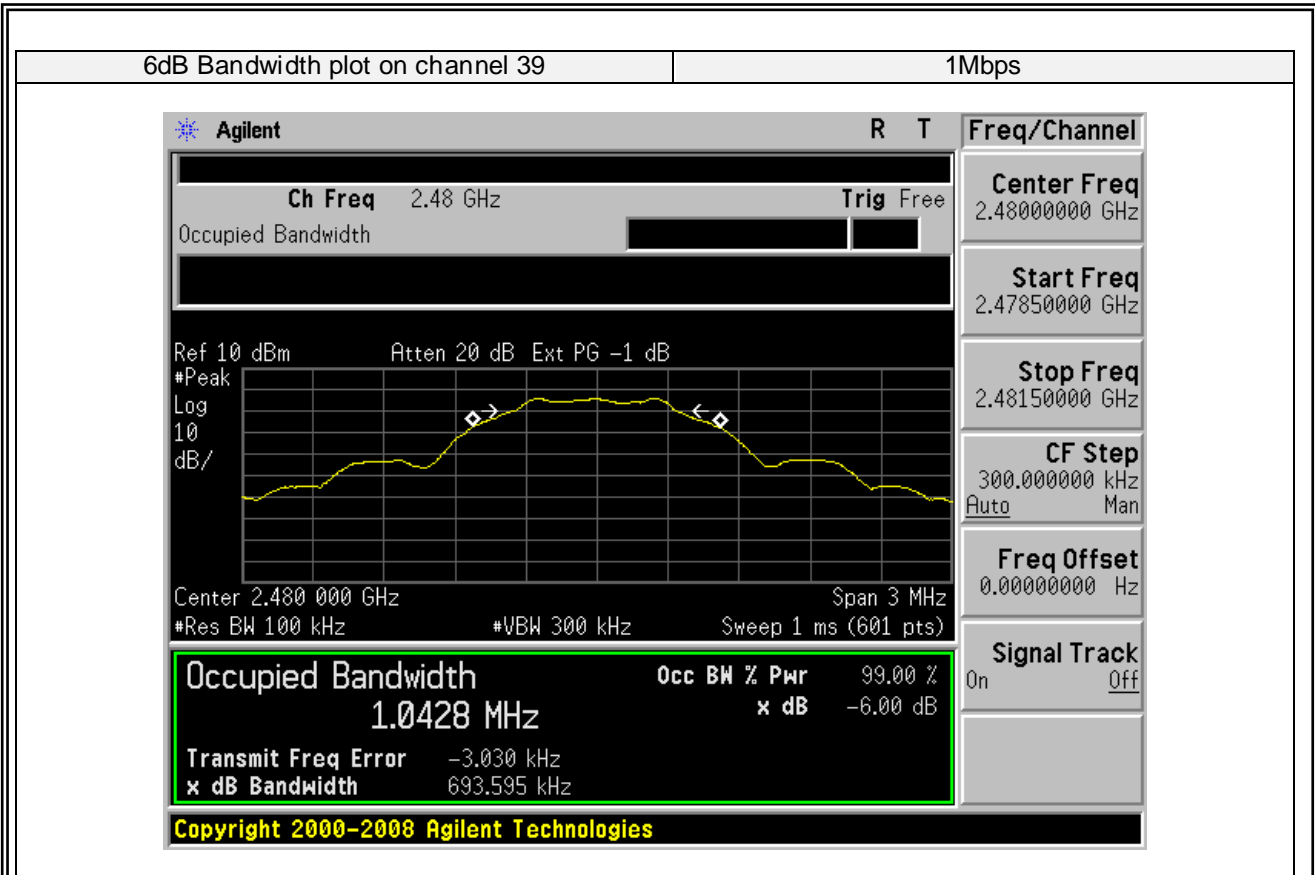 6dB Bandwidth plot on channel 39 1Mbps
Agilent R T Freq/Channel
Ch Freq 2.48 GHz Trig Free
Occupied Bandwidth
Center Freq
2.48000000 GHz
Start Freq
2.47850000 GHz
Stop Freq
2.48150000 GHz
CF Step
300.000000 kHz
Auto Man
Freq Offset
0.00000000 Hz
Signal Track
On Off
Ref 10 dBm Atten 20 dB Ext PG −1 dB
#Peak
Log
10
dB/
Center 2.480 000 GHz Span 3 MHz
#Res BW 100 kHz #VBW 300 kHz Sweep 1 ms (601 pts)
Occupied Bandwidth Occ BW % Pwr 99.00 %
1.0428 MHz x dB −6.00 dB
Transmit Freq Error −3.030 kHz
x dB Bandwidth 693.595 kHz
Copyright 2000–2008 Agilent Technologies